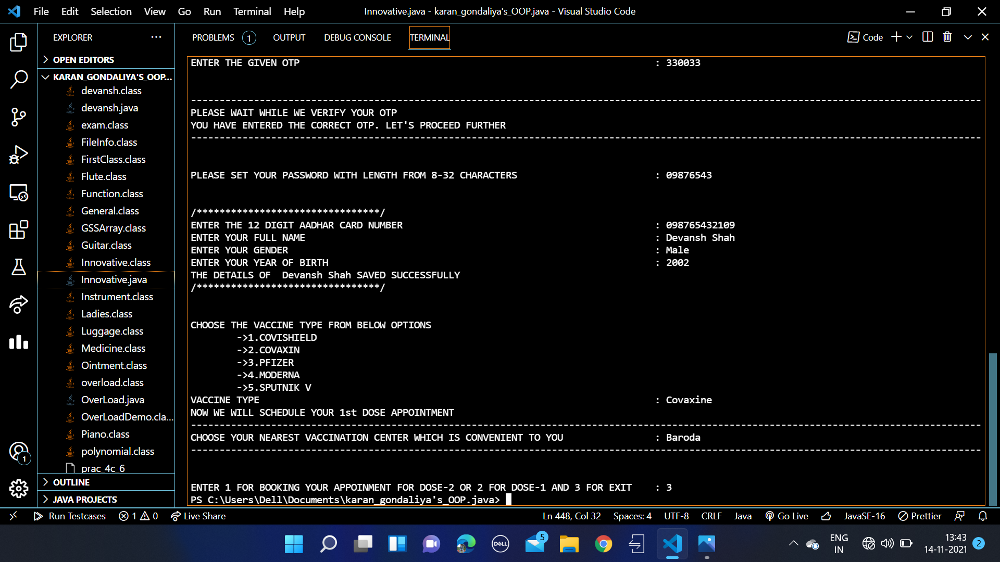 File Edit Selection View Go Run Terminal Help
Innovative.java - karan_gondaliya's_OOP.java - Visual Studio Code
EXPLORER
OPEN EDITORS
KARAN_GONDALIYA'S_OOP...
devansh.class
devansh.java
exam.class
FileInfo.class
FirstClass.class
Flute.class
Function.class
General.class
GSSArray.class
Guitar.class
Innovative.class
Innovative.java
Instrument.class
Ladies.class
Luggage.class
Medicine.class
Ointment.class
overload.class
OverLoad.java
OverLoadDemo.cla...
Piano.class
polynomial.class
prac_4c_6
OUTLINE
JAVA PROJECTS
1
PROBLEMS 1 OUTPUT DEBUG CONSOLE TERMINAL
Code
ENTER THE GIVEN OTP : 330033
------------------------------------------------------------------------------------------------------------------------------------------
PLEASE WAIT WHILE WE VERIFY YOUR OTP
YOU HAVE ENTERED THE CORRECT OTP. LET'S PROCEED FURTHER
------------------------------------------------------------------------------------------------------------------------------------------
PLEASE SET YOUR PASSWORD WITH LENGTH FROM 8-32 CHARACTERS : 09876543
/********************************/
ENTER THE 12 DIGIT AADHAR CARD NUMBER : 098765432109
ENTER YOUR FULL NAME : Devansh Shah
ENTER YOUR GENDER : Male
ENTER YOUR YEAR OF BIRTH : 2002
THE DETAILS OF  Devansh Shah SAVED SUCCESSFULLY
/********************************/
CHOOSE THE VACCINE TYPE FROM BELOW OPTIONS
->1.COVISHIELD
->2.COVAXIN
->3.PFIZER
->4.MODERNA
->5.SPUTNIK V
VACCINE TYPE : Covaxine
NOW WE WILL SCHEDULE YOUR 1st DOSE APPOINTMENT
------------------------------------------------------------------------------------------------------------------------------------------
CHOOSE YOUR NEAREST VACCINATION CENTER WHICH IS CONVENIENT TO YOU : Baroda
------------------------------------------------------------------------------------------------------------------------------------------
ENTER 1 FOR BOOKING YOUR APPOINMENT FOR DOSE-2 OR 2 FOR DOSE-1 AND 3 FOR EXIT : 3
PS C:\Users\Dell\Documents\karan_gondaliya's_OOP.java>
Run Testcases 1 0 Live Share
Ln 448, Col 32 Spaces: 4 UTF-8 CRLF Java Go Live JavaSE-16 Prettier
DELL
5
ENG
IN
13:43
14-11-2021
2